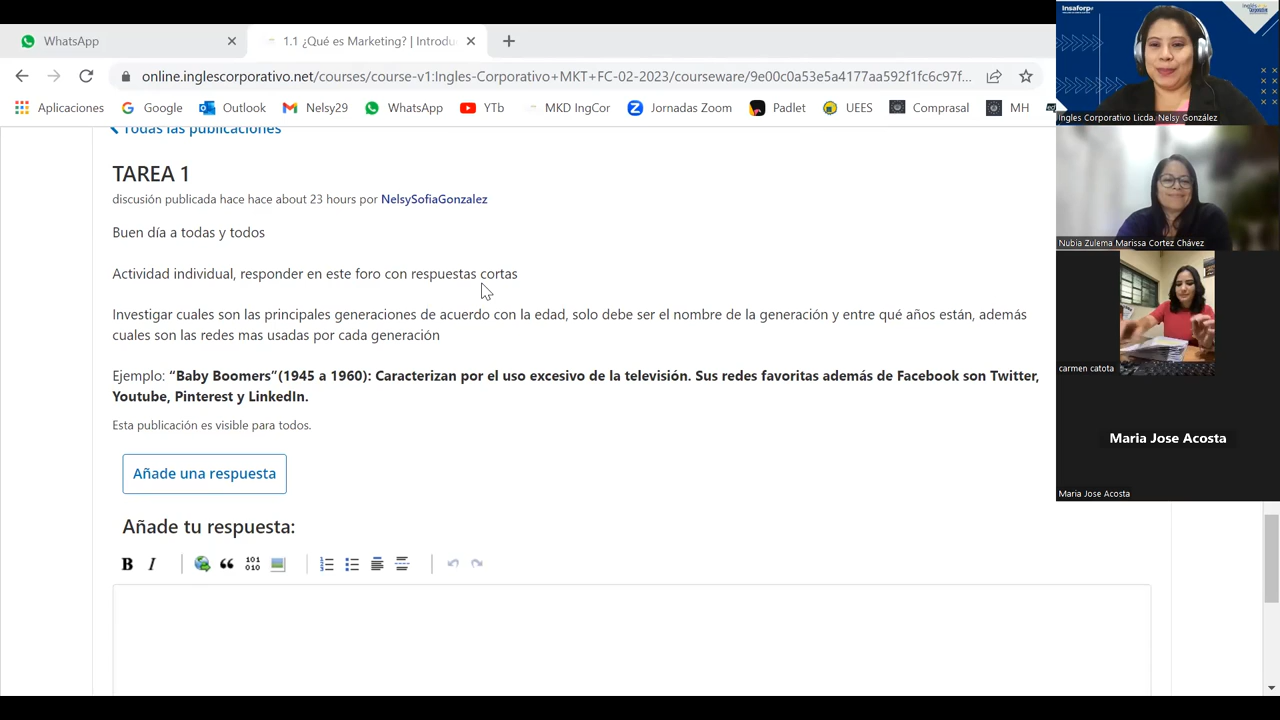 WhatsApp
1.1 ¿Qué es Marketing? | Introdu
online.inglescorporativo.net/courses/course-v1:Ingles-Corporativo+MKT+FC-02-2023/courseware/9e00c0a53e5a4177aa592f1fc6c97f...
Aplicaciones Google Outlook Nelsy29 WhatsApp YTb MKD IngCor Jornadas Zoom Padlet UEES Comprasal MH
Todas las publicaciones
TAREA 1
discusión publicada hace hace about 23 hours por NelsySofiaGonzalez
Buen día a todas y todos
Actividad individual, responder en este foro con respuestas cortas
Investigar cuales son las principales generaciones de acuerdo con la edad, solo debe ser el nombre de la generación y entre qué años están, además
cuales son las redes mas usadas por cada generación
Ejemplo: “Baby Boomers”(1945 a 1960): Caracterizan por el uso excesivo de la televisión. Sus redes favoritas además de Facebook son Twitter,
Youtube, Pinterest y LinkedIn.
Esta publicación es visible para todos.
Añade una respuesta
Añade tu respuesta:
B I
101
010
Insaforp
Ingles Corporativo Licda. Nelsy González
Nubia Zulema Marissa Cortez Chávez
carmen catota
Maria Jose Acosta
Maria Jose Acosta